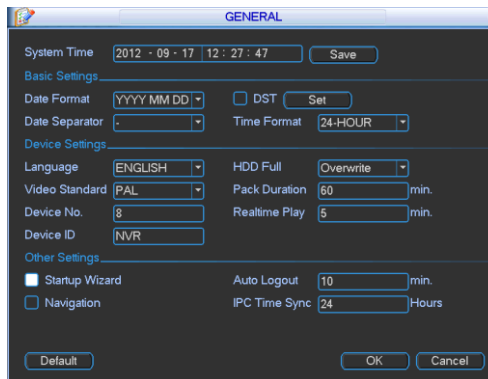 GENERAL
System Time 2012 - 09 - 17 12 : 27 : 47 Save
Basic Settings
Date Format YYYY MM DD DST Set
Date Separator - Time Format 24-HOUR
Device Settings
Language ENGLISH HDD Full Overwrite
Video Standard PAL Pack Duration 60 min.
Device No. 8 Realtime Play 5 min.
Device ID NVR
Other Settings
Startup Wizard Auto Logout 10 min.
Navigation IPC Time Sync 24 Hours
Default OK Cancel